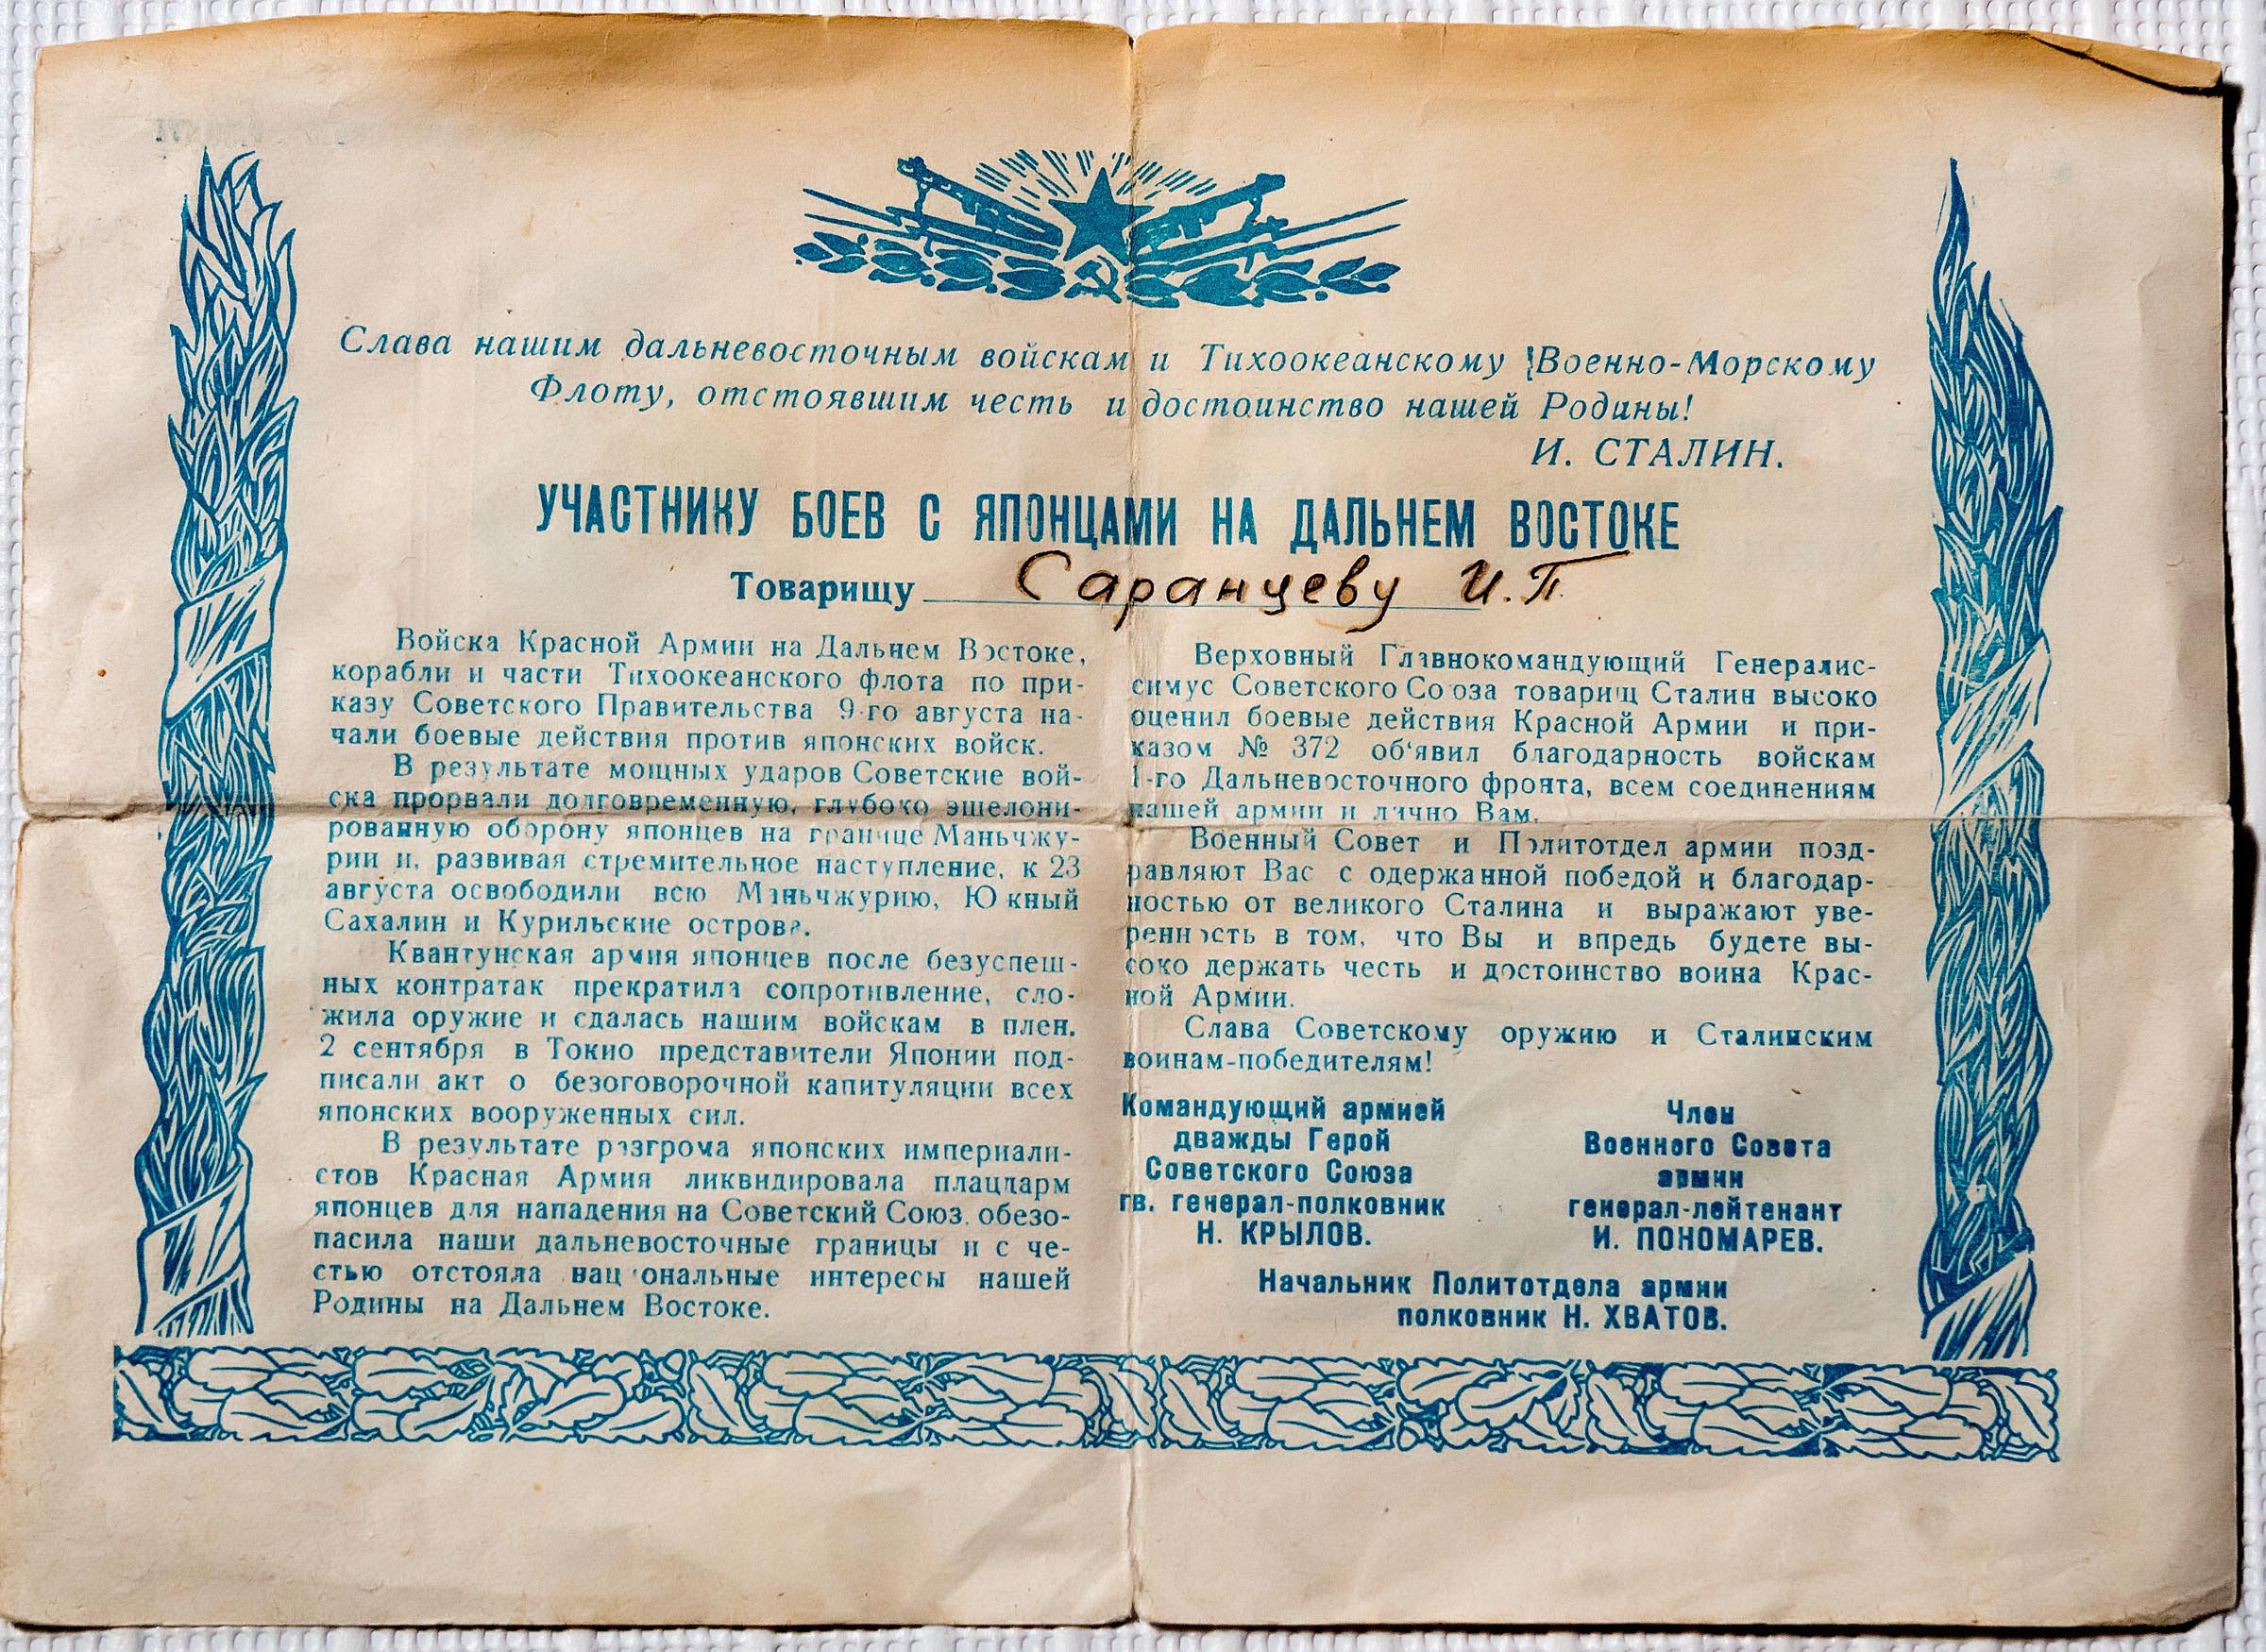 Слава нашим дальневосточным войскам и Тихоокеанскому Военно-Морскому
Флоту, отстоявшим честь и достоинство нашей Родины!
И. СТАЛИН.
УЧАСТНИКУ БОЕВ С ЯПОНЦАМИ НА ДАЛЬНЕМ ВОСТОКЕ
Товарищу Саранцеву И.П.
Войска Красной Армии на Дальнем Востоке,
корабли и части Тихоокеанского флота по при-
казу Советского Правительства 9-го августа на-
чали боевые действия против японских войск.
В результате мощных ударов Советские вой-
ска прорвали долговременную, глубоко эшелони-
рованную оборону японцев на границе Маньчжу-
рии и, развивая стремительное наступление, к 23
августа освободили всю Маньчжурию, Южный
Сахалин и Курильские острова.
Квантунская армия японцев после безуспеш-
ных контратак прекратила сопротивление, сло-
жила оружие и сдалась нашим войскам в плен.
2 сентября в Токио представители Японии под-
писали акт о безоговорочной капитуляции всех
японских вооруженных сил.
В результате разгрома японских империали-
стов Красная Армия ликвидировала плацдарм
японцев для нападения на Советский Союз, обезо-
пасила наши дальневосточные границы и с че-
стью отстояла национальные интересы нашей
Родины на Дальнем Востоке.
Верховный Главнокомандующий Генералис-
симус Советского Союза товарищ Сталин высоко
оценил боевые действия Красной Армии и при-
казом № 372 об'явил благодарность войскам
1-го Дальневосточного фронта, всем соединениям
нашей армии и лично Вам.
Военный Совет и Политотдел армии позд-
равляют Вас с одержанной победой и благодар-
ностью от великого Сталина и выражают уве-
ренность в том, что Вы и впредь будете вы-
соко держать честь и достоинство воина Крас-
ной Армии.
Слава Советскому оружию и Сталинским
воинам-победителям!
Командующий армией
дважды Герой
Советского Союза
гв. генерал-полковник
Н. КРЫЛОВ.
Член
Военного Совета
армии
генерал-лейтенант
И. ПОНОМАРЕВ.
Начальник Политотдела армии
полковник Н. ХВАТОВ.